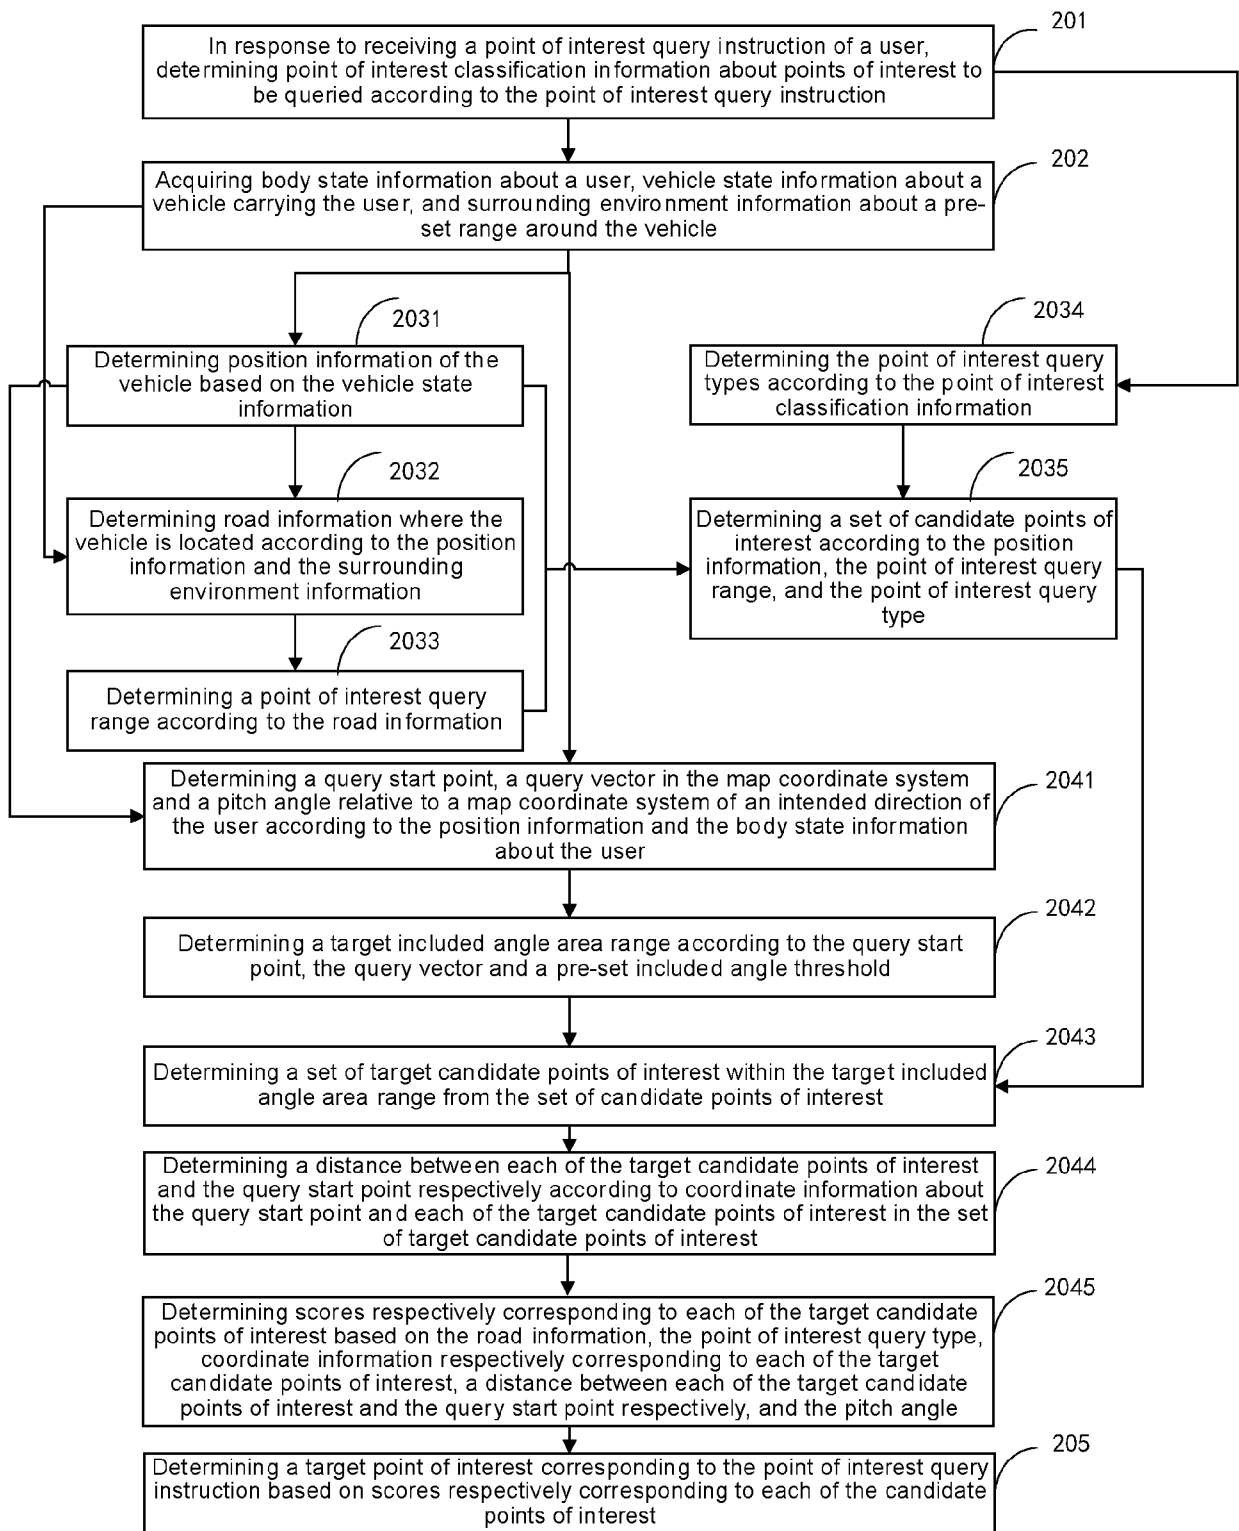 201
In response to receiving a point of interest query instruction of a user,
determining point of interest classification information about points of interest to
be queried according to the point of interest query instruction
202
Acquiring body state information about a user, vehicle state information about a
vehicle carrying the user, and surrounding environment information about a pre-
set range around the vehicle
2031
Determining position information of the
vehicle based on the vehicle state
information
2034
Determining the point of interest query
types according to the point of interest
classification information
2032
Determining road information where the
vehicle is located according to the position
information and the surrounding
environment information
2035
Determining a set of candidate points of
interest according to the position
information, the point of interest query
range, and the point of interest query
type
2033
Determining a point of interest query
range according to the road information
2041
Determining a query start point, a query vector in the map coordinate system
and a pitch angle relative to a map coordinate system of an intended direction of
the user according to the position information and the body state information
about the user
2042
Determining a target included angle area range according to the query start
point, the query vector and a pre-set included angle threshold
2043
Determining a set of target candidate points of interest within the target included
angle area range from the set of candidate points of interest
2044
Determining a distance between each of the target candidate points of interest
and the query start point respectively according to coordinate information about
the query start point and each of the target candidate points of interest in the set
of target candidate points of interest
2045
Determining scores respectively corresponding to each of the target candidate
points of interest based on the road information, the point of interest query type,
coordinate information respectively corresponding to each of the target
candidate points of interest, a distance between each of the target candidate
points of interest and the query start point respectively, and the pitch angle
205
Determining a target point of interest corresponding to the point of interest query
instruction based on scores respectively corresponding to each of the candidate
points of interest